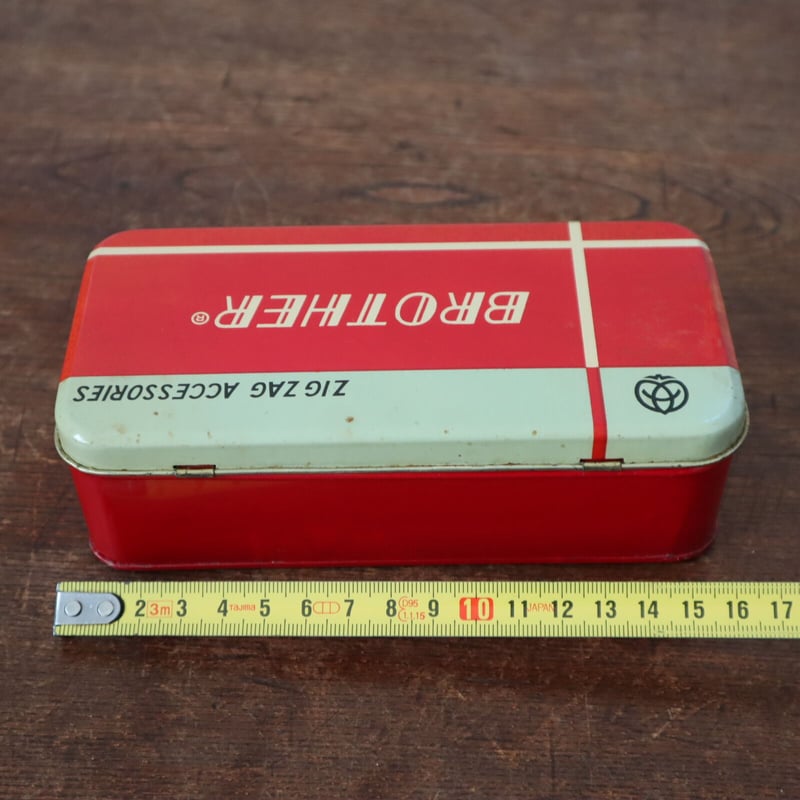 BROTHER®
ZIG ZAG ACCESSORIES
2 3m 3 4 Tajima 5 6 7 8 9 10 11 JAPAN 12 13 14 15 16 17